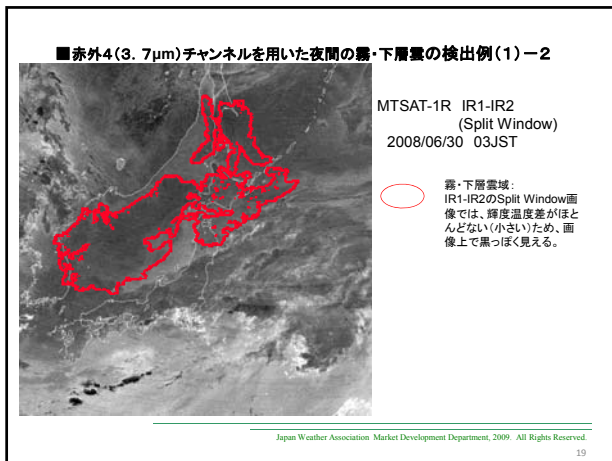 ■赤外4(3．7μm)チャンネルを用いた夜間の霧・下層雲の検出例(1)－2
MTSAT-1R IR1-IR2
(Split Window)
2008/06/30 03JST
霧・下層雲域：
IR1-IR2のSplit Window画
像では、輝度温度差がほと
んどない(小さい)ため、画
像上で黒っぽく見える。
Japan Weather Association Market Development Department, 2009. All Rights Reserved.
19